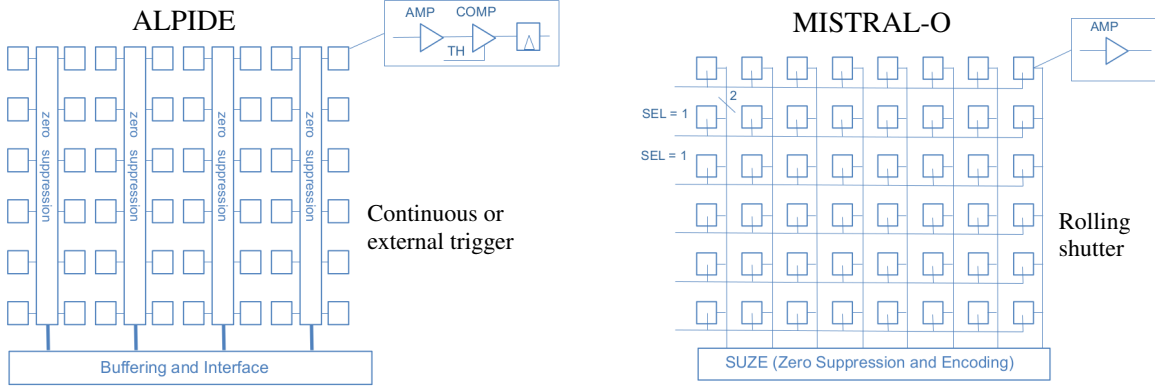 ALPIDE
AMP
COMP
TH
zero suppression
zero suppression
zero suppression
zero suppression
Continuous or
external trigger
Buffering and Interface
MISTRAL-O
AMP
2
SEL = 1
SEL = 1
Rolling
shutter
SUZE (Zero Suppression and Encoding)